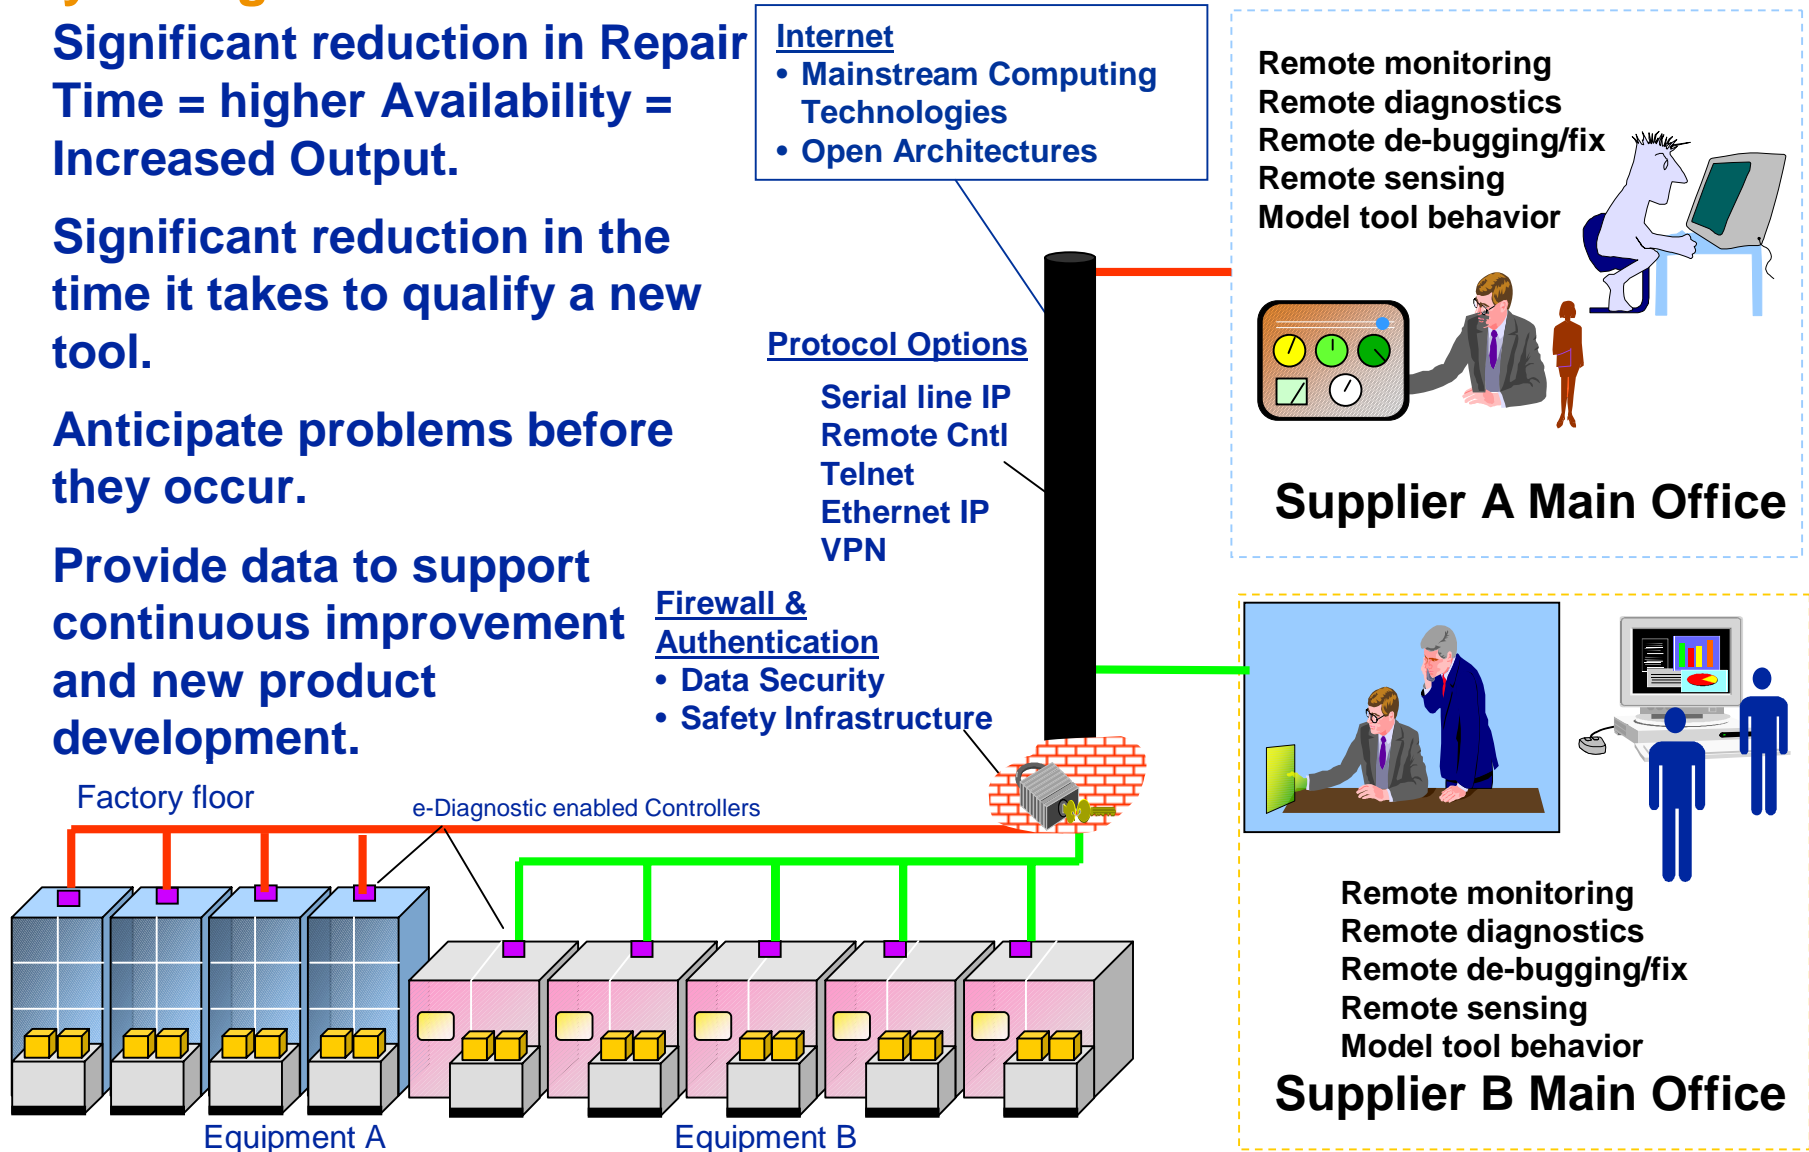 Significant reduction in Repair
Time = higher Availability =
Increased Output.
Significant reduction in the
time it takes to qualify a new
tool.
Anticipate problems before
they occur.
Provide data to support
continuous improvement
and new product
development.
Internet
• Mainstream Computing
Technologies
• Open Architectures
Protocol Options
Serial line IP
Remote Cntl
Telnet
Ethernet IP
VPN
Firewall &
Authentication
• Data Security
• Safety Infrastructure
Remote monitoring
Remote diagnostics
Remote de-bugging/fix
Remote sensing
Model tool behavior
Supplier A Main Office
Remote monitoring
Remote diagnostics
Remote de-bugging/fix
Remote sensing
Model tool behavior
Supplier B Main Office
Factory floor
e-Diagnostic enabled Controllers
Equipment A
Equipment B